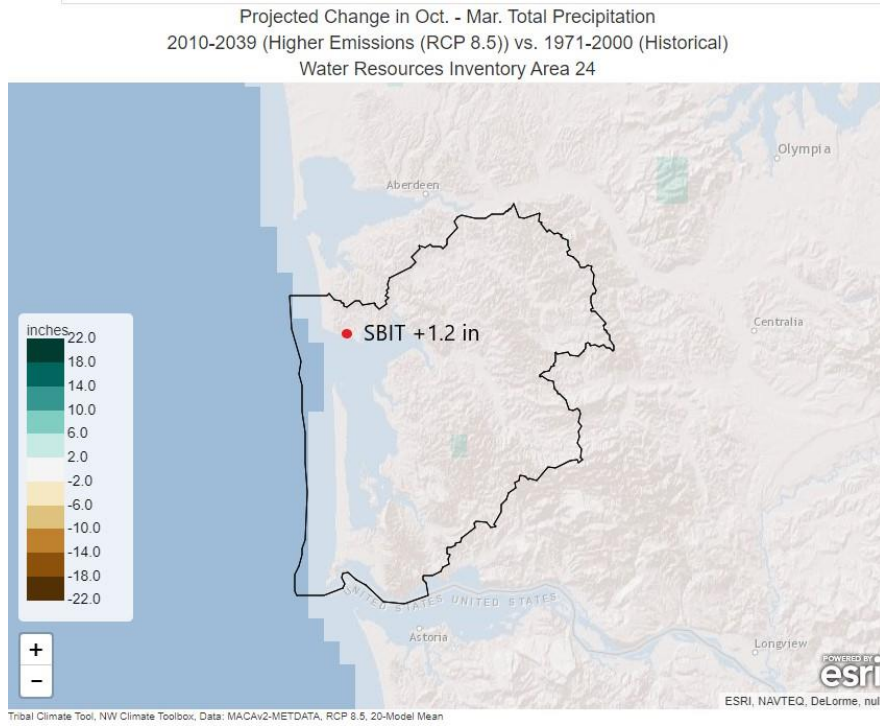 Projected Change in Oct. - Mar. Total Precipitation
2010-2039 (Higher Emissions (RCP 8.5)) vs. 1971-2000 (Historical)
Water Resources Inventory Area 24
Olympia
Aberdeen
Centralia
SBIT +1.2 in
inches
22.0
18.0
14.0
10.0
6.0
2.0
-2.0
-6.0
-10.0
-14.0
-18.0
-22.0
UNITED STATES UNITED STATES
Astoria
Longview
+
−
POWERED BY
esri
ESRI, NAVTEQ, DeLorme, nul
Tribal Climate Tool, NW Climate Toolbox, Data: MACAv2-METDATA, RCP 8.5, 20-Model Mean